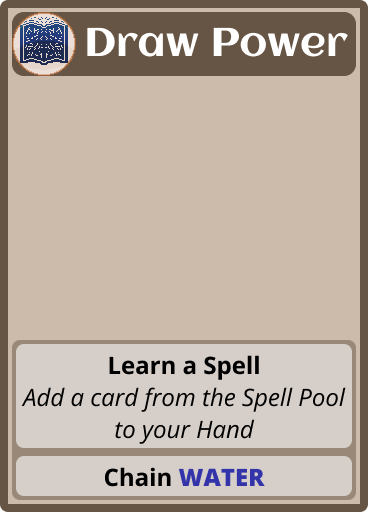 Draw Power
Learn a Spell
Add a card from the Spell Pool
to your Hand
Chain WATER